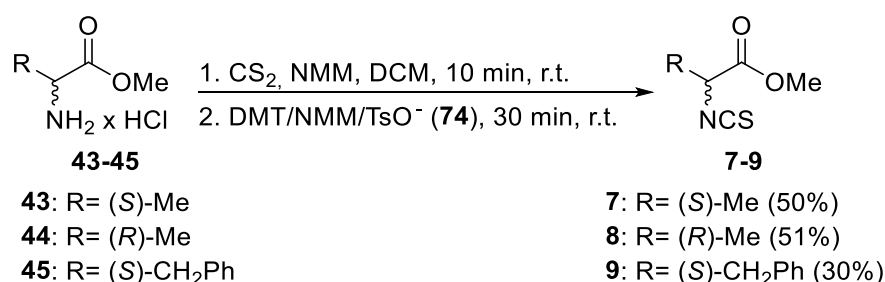 O
R
OMe
NH2 x HCl
43-45
43: R= (S)-Me
44: R= (R)-Me
45: R= (S)-CH2Ph
1. CS2, NMM, DCM, 10 min, r.t.
2. DMT/NMM/TsO- (74), 30 min, r.t.
O
R
OMe
NCS
7-9
7: R= (S)-Me (50%)
8: R= (R)-Me (51%)
9: R= (S)-CH2Ph (30%)